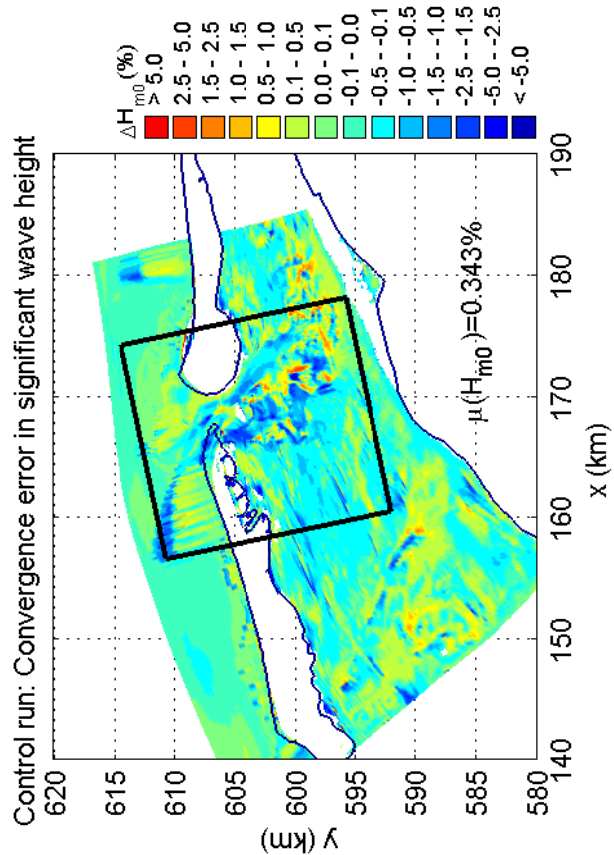 Control run: Convergence error in significant wave height
ΔHm0 (%)
> 5.0
2.5 - 5.0
1.5 - 2.5
1.0 - 1.5
0.5 - 1.0
0.1 - 0.5
0.0 - 0.1
-0.1 - 0.0
-0.5 - -0.1
-1.0 - -0.5
-1.5 - -1.0
-2.5 - -1.5
-5.0 - -2.5
< -5.0
620
615
610
605
600
595
590
585
580
y (km)
μ(Hm0)=0.343%
140
150
160
170
180
190
x (km)